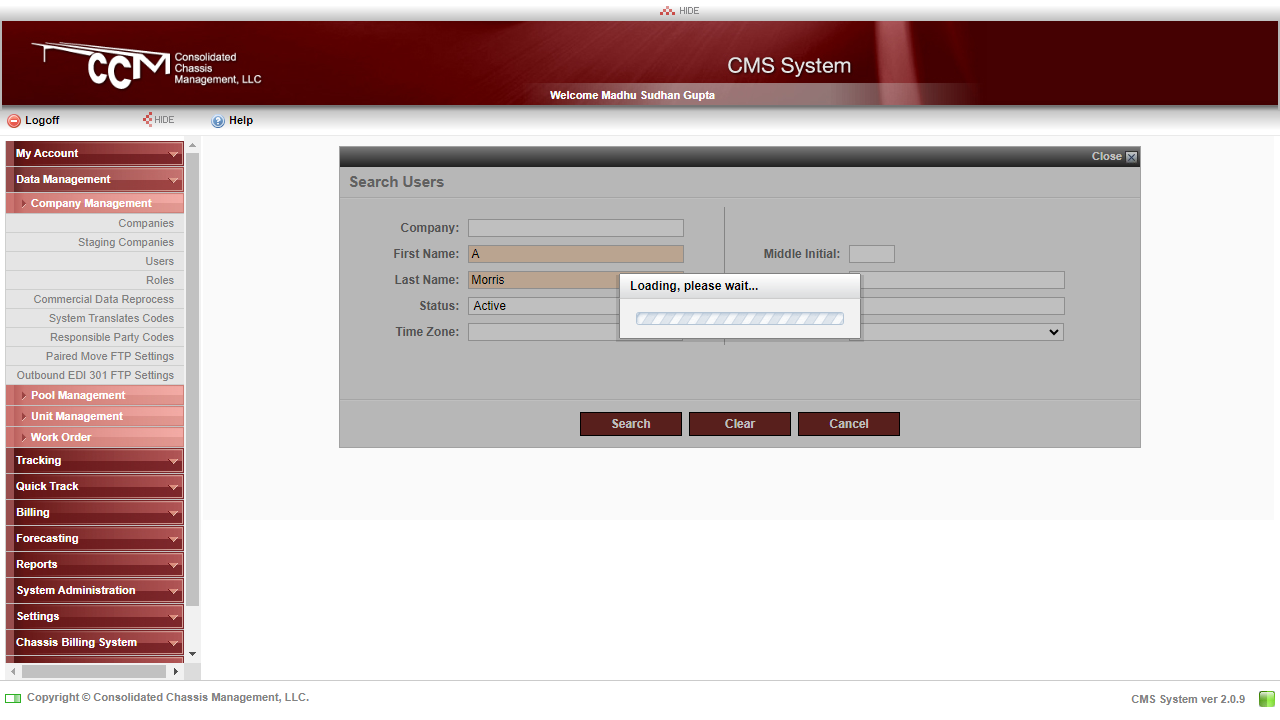 HIDE
CCM
Consolidated
Chassis
Management, LLC
CMS System
Welcome Madhu Sudhan Gupta
Logoff
HIDE
Help
My Account
Data Management
Company Management
Companies
Staging Companies
Users
Roles
Commercial Data Reprocess
System Translates Codes
Responsible Party Codes
Paired Move FTP Settings
Outbound EDI 301 FTP Settings
Pool Management
Unit Management
Work Order
Tracking
Quick Track
Billing
Forecasting
Reports
System Administration
Settings
Chassis Billing System
Close
Search Users
Company:
First Name: A
Middle Initial:
Last Name: Morris
Status: Active
Time Zone:
Loading, please wait...
Search Clear Cancel
Copyright © Consolidated Chassis Management, LLC.
CMS System ver 2.0.9